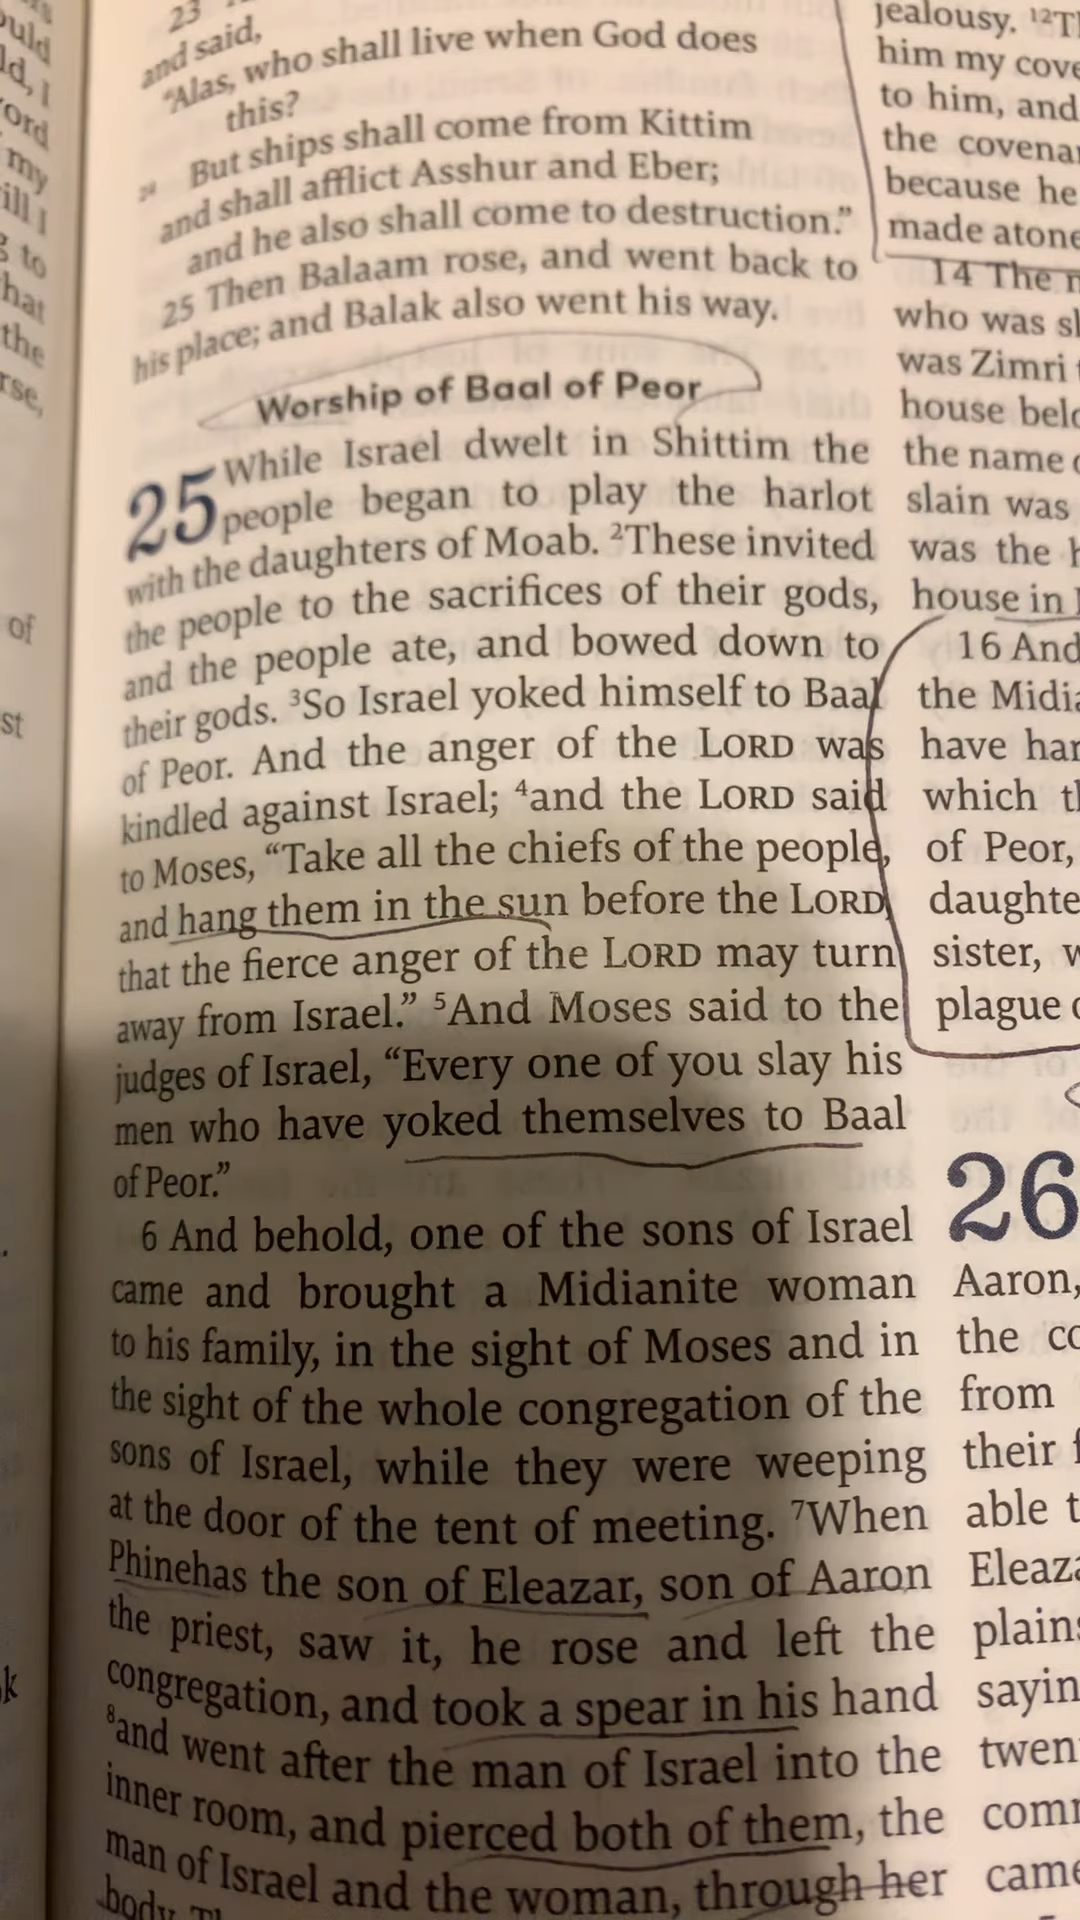 ould
ld, I
ord
my
ill I
g to
hat
the
rse,
of
st
k
23
and said,
“Alas, who shall live when God does
this?
24 But ships shall come from Kittim
and shall afflict Asshur and Eber;
and he also shall come to destruction.”
25 Then Balaam rose, and went back to
his place; and Balak also went his way.
Worship of Baal of Peor
25 While Israel dwelt in Shittim the
people began to play the harlot
with the daughters of Moab. 2These invited
the people to the sacrifices of their gods,
and the people ate, and bowed down to
their gods. 3So Israel yoked himself to Baal
of Peor. And the anger of the LORD was
kindled against Israel; 4and the LORD said
to Moses, “Take all the chiefs of the people,
and hang them in the sun before the LORD,
that the fierce anger of the LORD may turn
away from Israel.” 5And Moses said to the
judges of Israel, “Every one of you slay his
men who have yoked themselves to Baal
of Peor.”
6 And behold, one of the sons of Israel
came and brought a Midianite woman
to his family, in the sight of Moses and in
the sight of the whole congregation of the
sons of Israel, while they were weeping
at the door of the tent of meeting. 7When
Phinehas the son of Eleazar, son of Aaron
the priest, saw it, he rose and left the
congregation, and took a spear in his hand
8and went after the man of Israel into the
inner room, and pierced both of them, the
man of Israel and the woman, through her
body.
jealousy. 12T
him my cove
to him, and
the covena
because he
made atone
14 The
who was sl
was Zimri
house belo
the name
slain was
was the h
house in
16 And
the Midia
have har
which t
of Peor,
daughte
sister, w
plague
26
Aaron,
the co
from
their f
able t
Eleaza
plains
sayin
twen
com
came